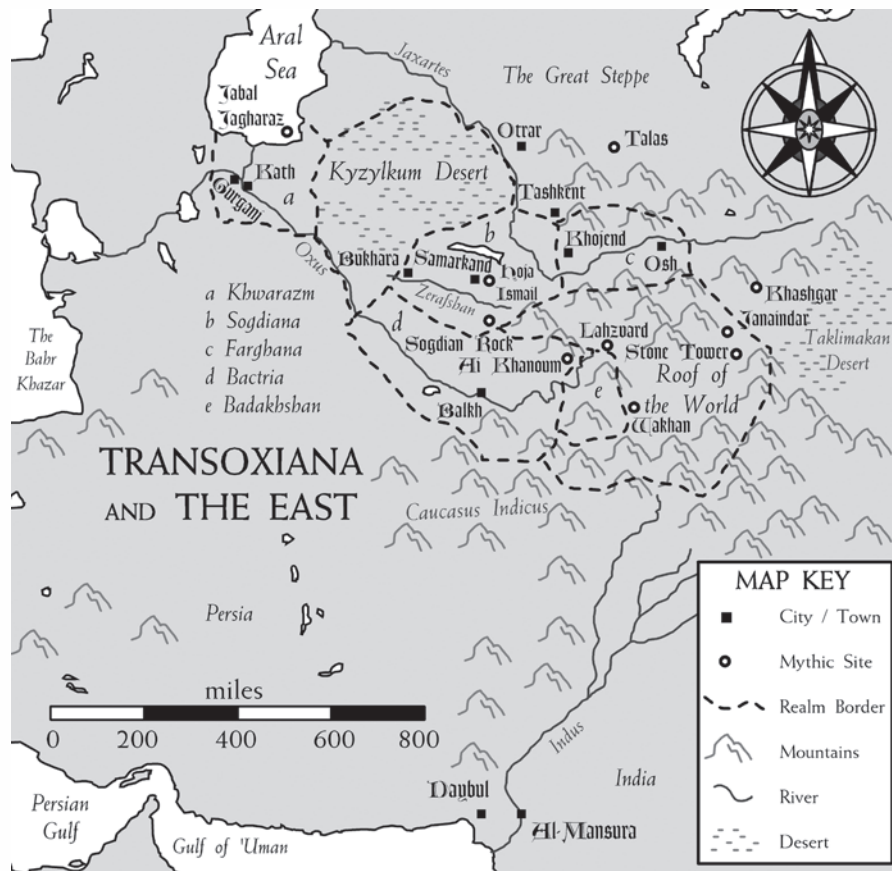 Aral
Sea
Jaxartes
The Great Steppe
Jabal
Jagharaz
Otrar
Talas
Kath
Kyzylkum Desert
a
Gurganj
Tashkent
b
Khojend
Oxus
Bukhara
Samarkand
Hoja
Ismail
c
Osh
Zerafshan
Khashgar
a Khwarazm
b Sogdiana
c Farghana
d Bactria
e Badakhshan
d
Sogdian Rock
Lahzvard
Janaindar
The
Bahr
Khazar
Ai Khanoum
Stone Tower
Taklimakan
Desert
Roof of
the World
e
Balkh
Wakhan
TRANSOXIANA
AND THE EAST
Caucasus Indicus
Persia
MAP KEY
City / Town
Mythic Site
Realm Border
Mountains
River
Desert
miles
0 200 400 600 800
Indus
India
Daybul
Al-Mansura
Persian
Gulf
Gulf of 'Uman